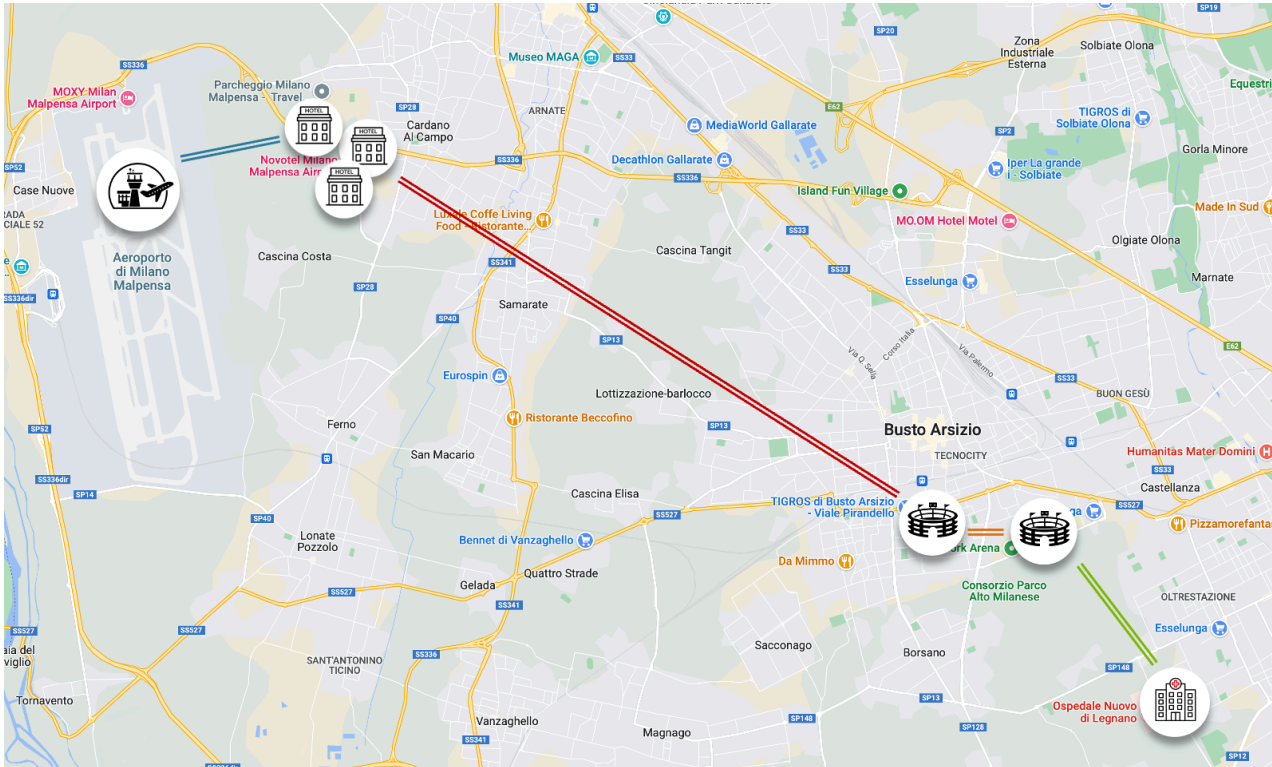 SS33
SP19
SP20
Zona
Industriale
Esterna
Solbiate Olona
Museo MAGA
SS33
SS336
Parcheggio Milano
Malpensa - Travel
MOXY Milan
Malpensa Airport
SP28
Cardano
Al Campo
ARNATE
E62
MediaWorld Gallarate
SP2
TIGROS di
Solbiate Olona
Gorla Minore
HOTEL
HOTEL
HOTEL
Novotel Milano
SS336
Decathlon Gallarate
SS336
Iper La grande
i - Solbiate
SP52
Case Nuove
Island Fun Village
MO.OM Hotel Motel
Made In Sud
SS33
Olgiate Olona
Cascina Tangit
Cascina Costa
SS341
Aeroporto
di Milano
Malpensa
SS33
Esselunga
Marnate
SP28
SS336dir
Samarate
SP40
SP13
Corso Italia
Via Q. Sella
Via Palermo
E62
Eurospin
SS33
BUON GESÙ
Lottizzazione-barlocco
Ristorante Beccofino
Ferno
SP13
SP52
Busto Arsizio
TECNOCITY
San Macario
Humanitas Mater Domini
H
SS33
SS336dir
Cascina Elisa
SP14
Castellanza
TIGROS di Busto Arsizio
- Viale Pirandello
SS527
SP40
SS527
Lonate
Pozzolo
Bennet di Vanzaghello
Da Mimmo
Consorzio Parco
Alto Milanese
Gelada
Quattro Strade
SS527
SS341
OLTRESTAZIONE
SS527
SS527
Esselunga
Sacconago
Borsano
SS336
SANT'ANTONINO
TICINO
SP148
Tornavento
SP13
Ospedale Nuovo
di Legnano
Vanzaghello
SP148
SP128
Magnago
SS341
SP12